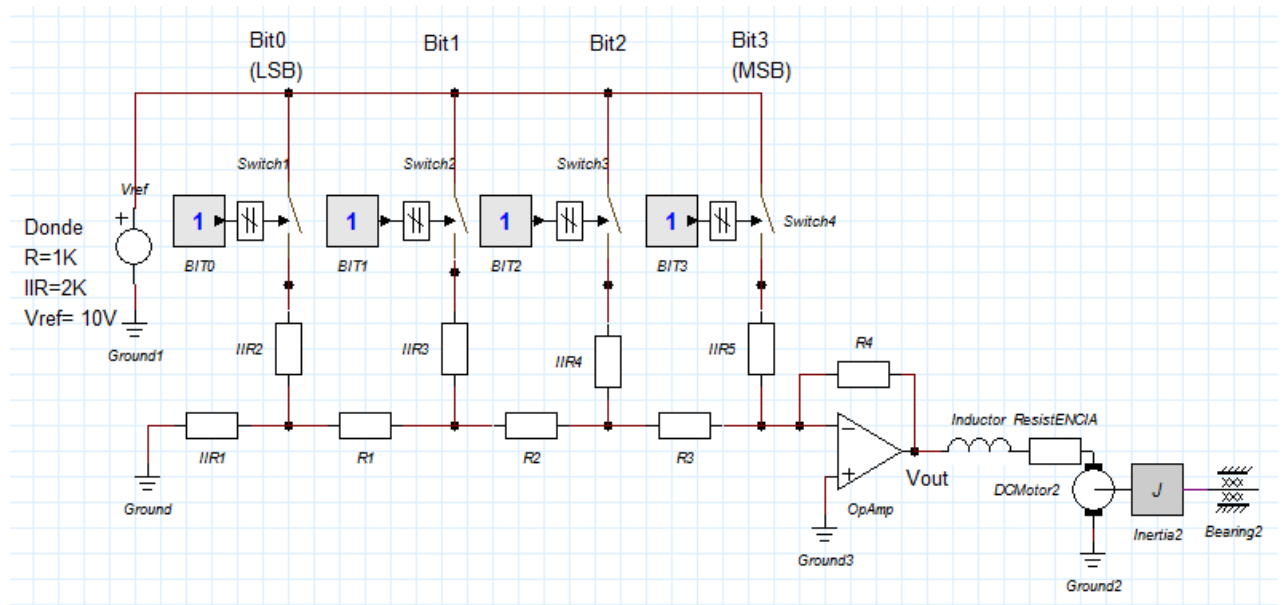 Bit0
(LSB)
Bit1
Bit2
Bit3
(MSB)
Switch1
Switch2
Switch3
Switch4
Vref
+
1
1
1
1
BIT0
BIT1
BIT2
BIT3
Donde
R=1K
IIR=2K
Vref= 10V
Ground1
IIR2
IIR3
IIR4
IIR5
R4
IIR1
R1
R2
R3
Ground
−
+
OpAmp
Ground3
Vout
Inductor ResistENCIA
DCMotor2
J
Inertia2
Bearing2
Ground2